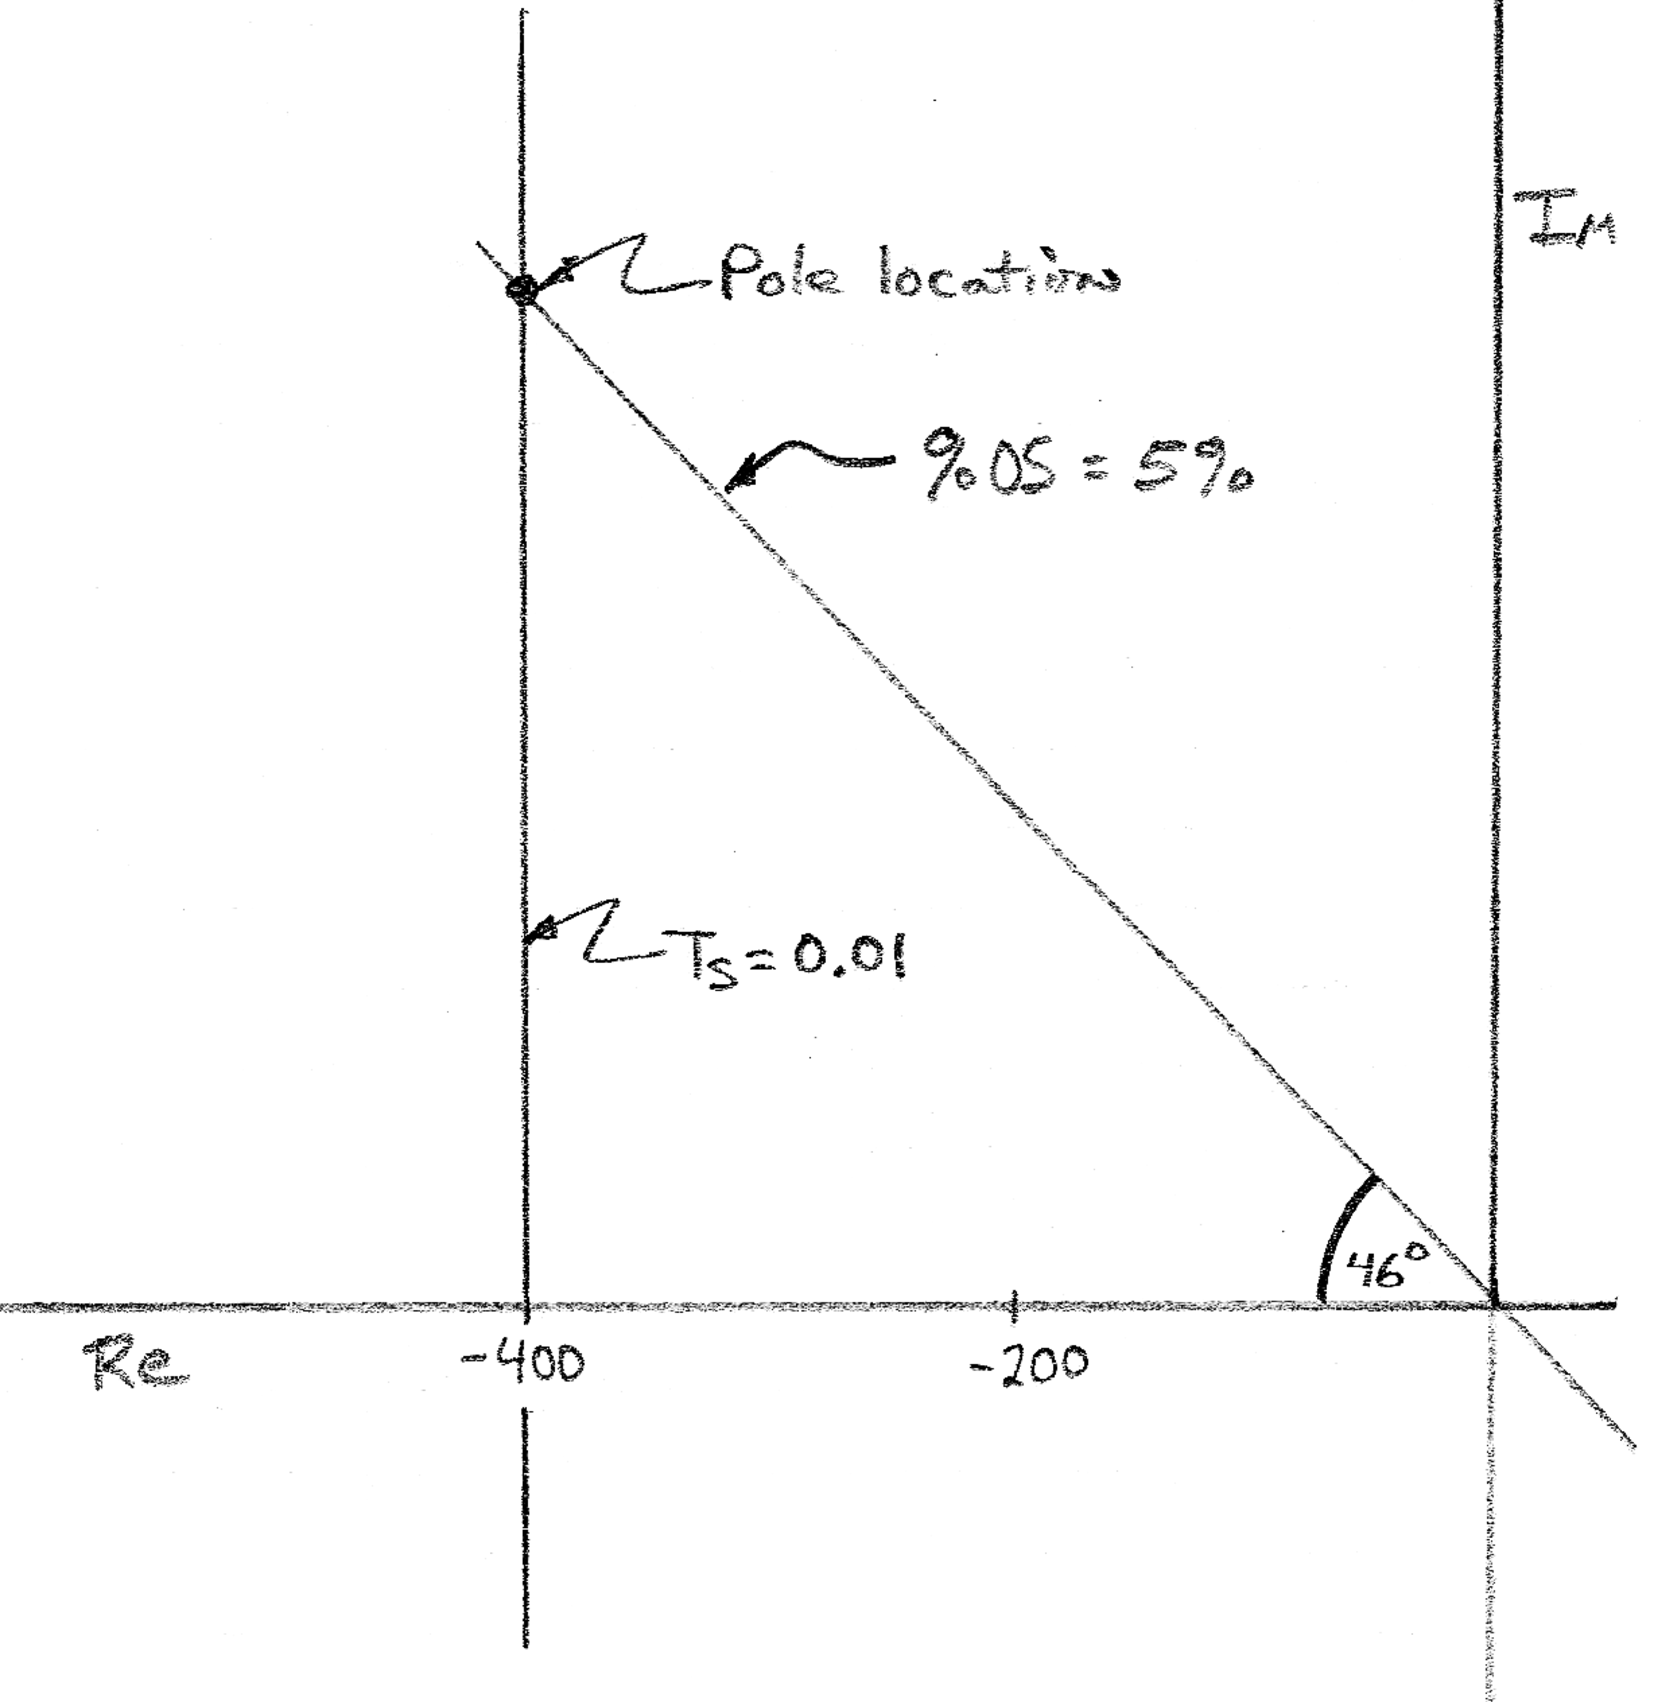 IM
Pole location
%OS = 5%
Ts = 0.01
46°
Re
-400
-200